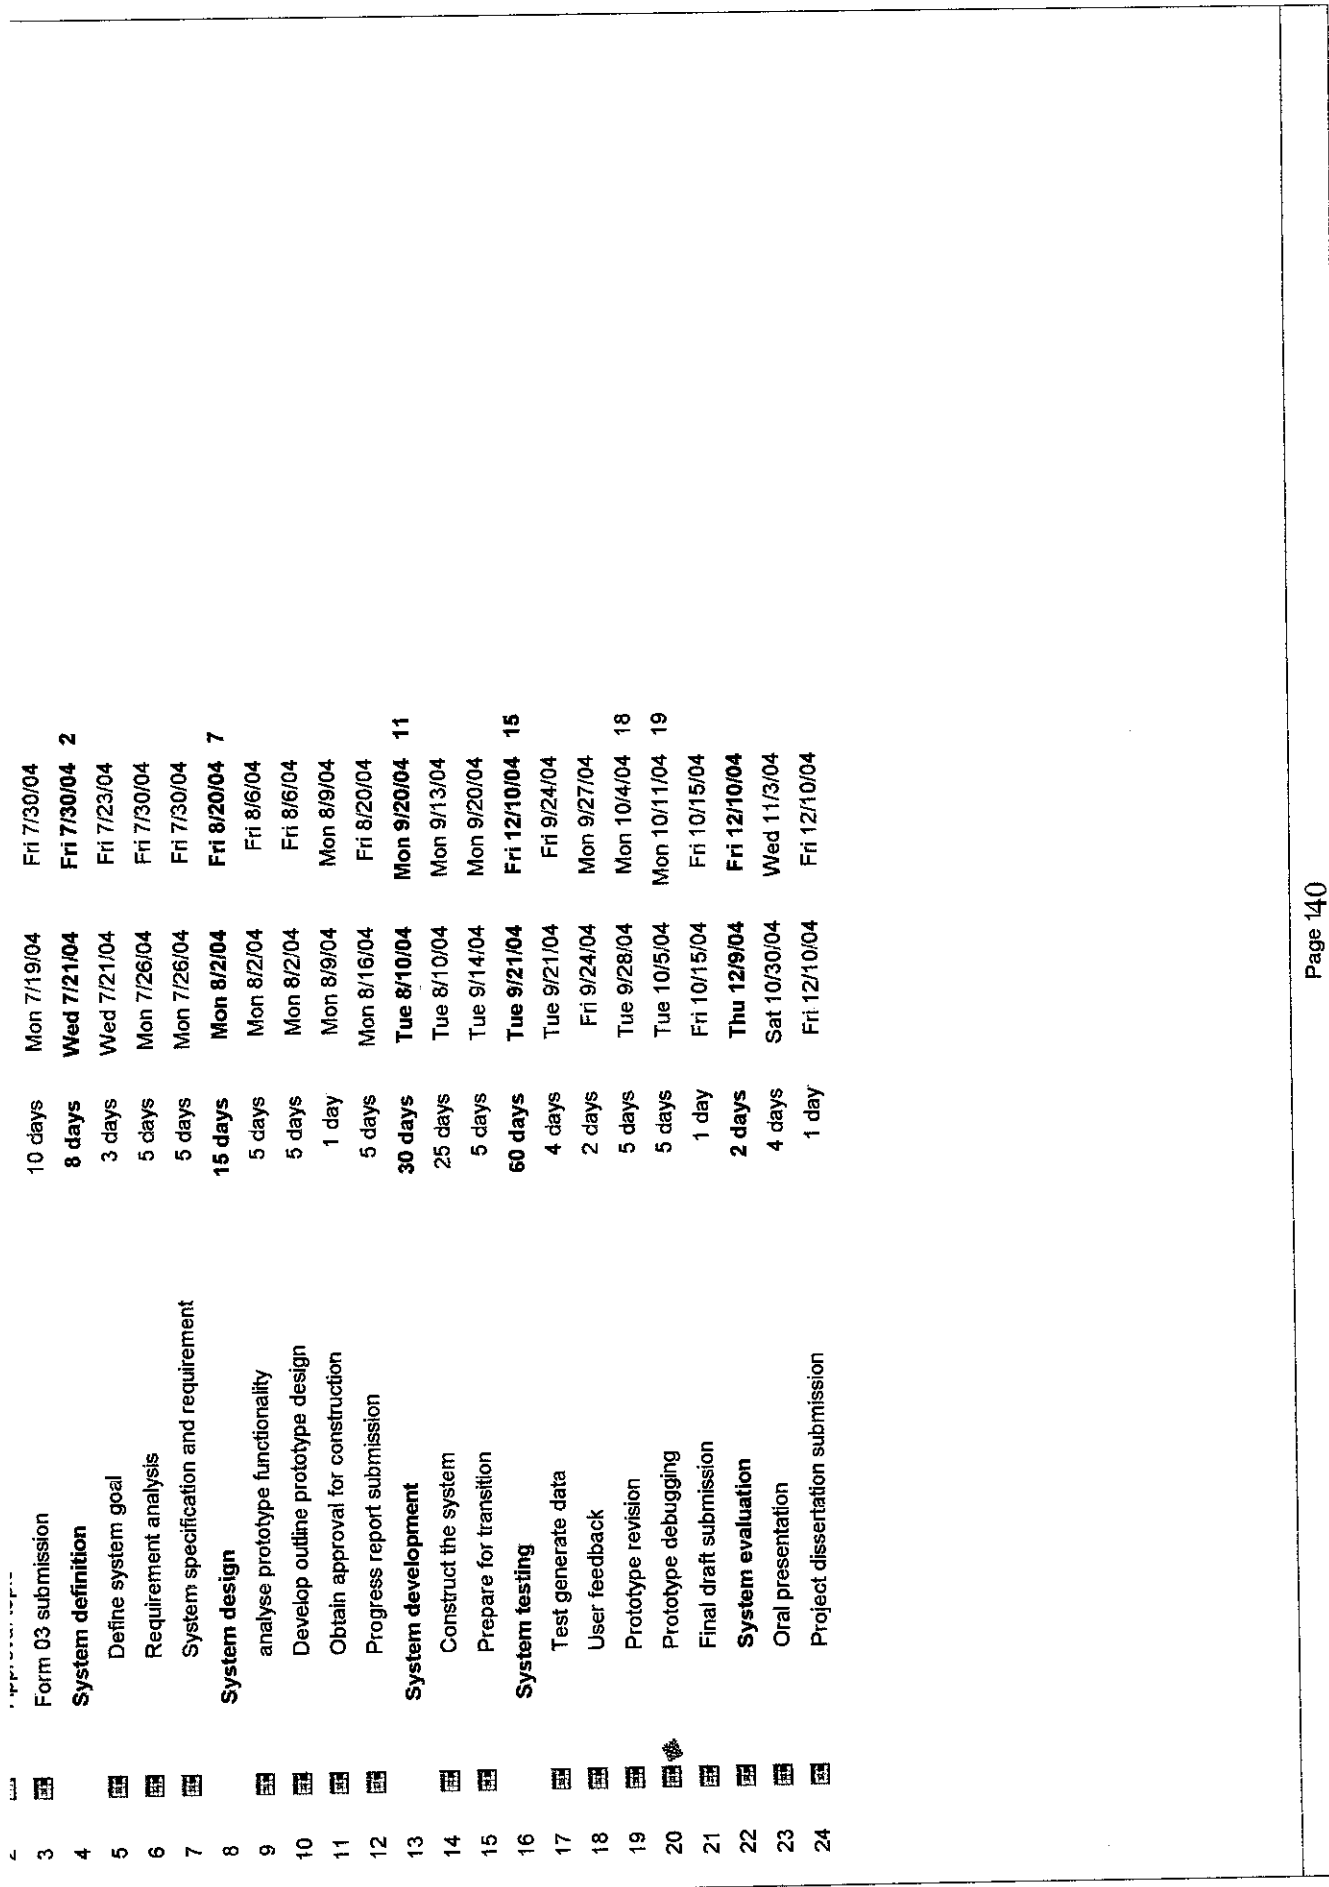 3 Form 03 submission 10 days Mon 7/19/04 Fri 7/30/04
4 System definition 8 days Wed 7/21/04 Fri 7/30/04 2
5 Define system goal 3 days Wed 7/21/04 Fri 7/23/04
6 Requirement analysis 5 days Mon 7/26/04 Fri 7/30/04
7 System specification and requirement 5 days Mon 7/26/04 Fri 7/30/04
8 System design 15 days Mon 8/2/04 Fri 8/20/04 7
9 analyse prototype functionality 5 days Mon 8/2/04 Fri 8/6/04
10 Develop outline prototype design 5 days Mon 8/2/04 Fri 8/6/04
11 Obtain approval for construction 1 day Mon 8/9/04 Mon 8/9/04
12 Progress report submission 5 days Mon 8/16/04 Fri 8/20/04
13 System development 30 days Tue 8/10/04 Mon 9/20/04 11
14 Construct the system 25 days Tue 8/10/04 Mon 9/13/04
15 Prepare for transition 5 days Tue 9/14/04 Mon 9/20/04
16 System testing 60 days Tue 9/21/04 Fri 12/10/04 15
17 Test generate data 4 days Tue 9/21/04 Fri 9/24/04
18 User feedback 2 days Fri 9/24/04 Mon 9/27/04
19 Prototype revision 5 days Tue 9/28/04 Mon 10/4/04 18
20 Prototype debugging 5 days Tue 10/5/04 Mon 10/11/04 19
21 Final draft submission 1 day Fri 10/15/04 Fri 10/15/04
22 System evaluation 2 days Thu 12/9/04 Fri 12/10/04
23 Oral presentation 4 days Sat 10/30/04 Wed 11/3/04
24 Project dissertation submission 1 day Fri 12/10/04 Fri 12/10/04
Page 140